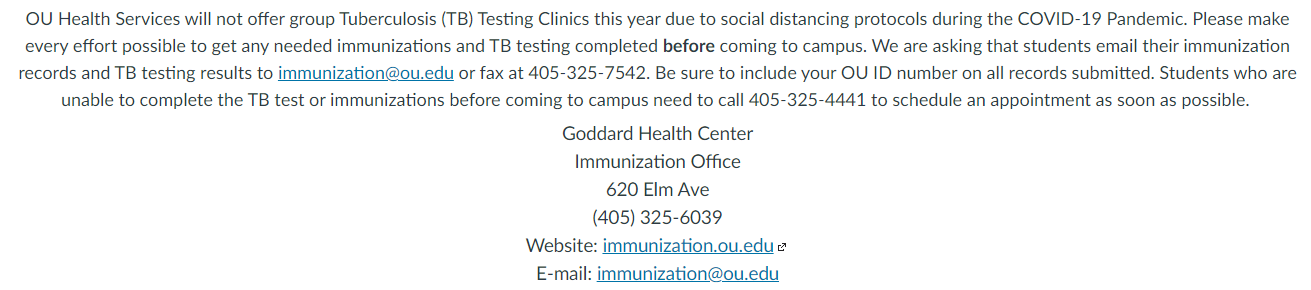 OU Health Services will not offer group Tuberculosis (TB) Testing Clinics this year due to social distancing protocols during the COVID-19 Pandemic. Please make
every effort possible to get any needed immunizations and TB testing completed before coming to campus. We are asking that students email their immunization
records and TB testing results to immunization@ou.edu or fax at 405-325-7542. Be sure to include your OU ID number on all records submitted. Students who are
unable to complete the TB test or immunizations before coming to campus need to call 405-325-4441 to schedule an appointment as soon as possible.
Goddard Health Center
Immunization Office
620 Elm Ave
(405) 325-6039
Website: immunization.ou.edu
E-mail: immunization@ou.edu